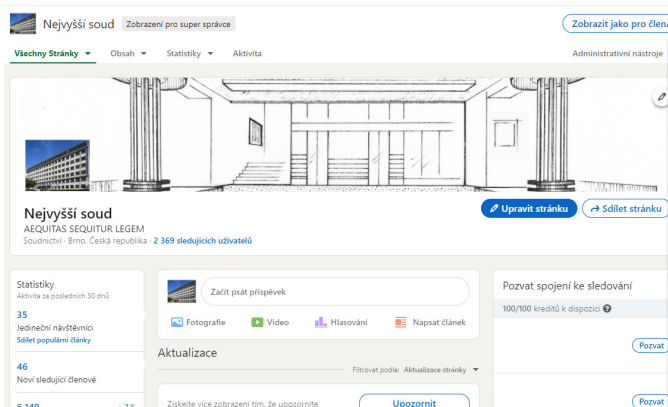 Nejvyšší soud Zobrazení pro super správce Zobrazit jako pro člena
Všechny Stránky Obsah Statistiky Aktivita Administrativní nástroje
Nejvyšší soud
AEQUITAS SEQUITUR LEGEM
Soudnictví · Brno, Česká republika · 2 369 sledujících uživatelů
Upravit stránku Sdílet stránku
Statistiky
Aktivita za posledních 30 dnů
35
Jedineční návštěvníci
Sdílet populární články
46
Noví sledující členové
6 149 7 %
Začít psát příspěvek
Fotografie Video Hlasování Napsat článek
Aktualizace
Filtrovat podle: Aktualizace stránky
Získejte více zobrazení tím, že upozorníte
Upozornit
Pozvat spojení ke sledování
100/100 kreditů k dispozici
Pozvat
Pozvat